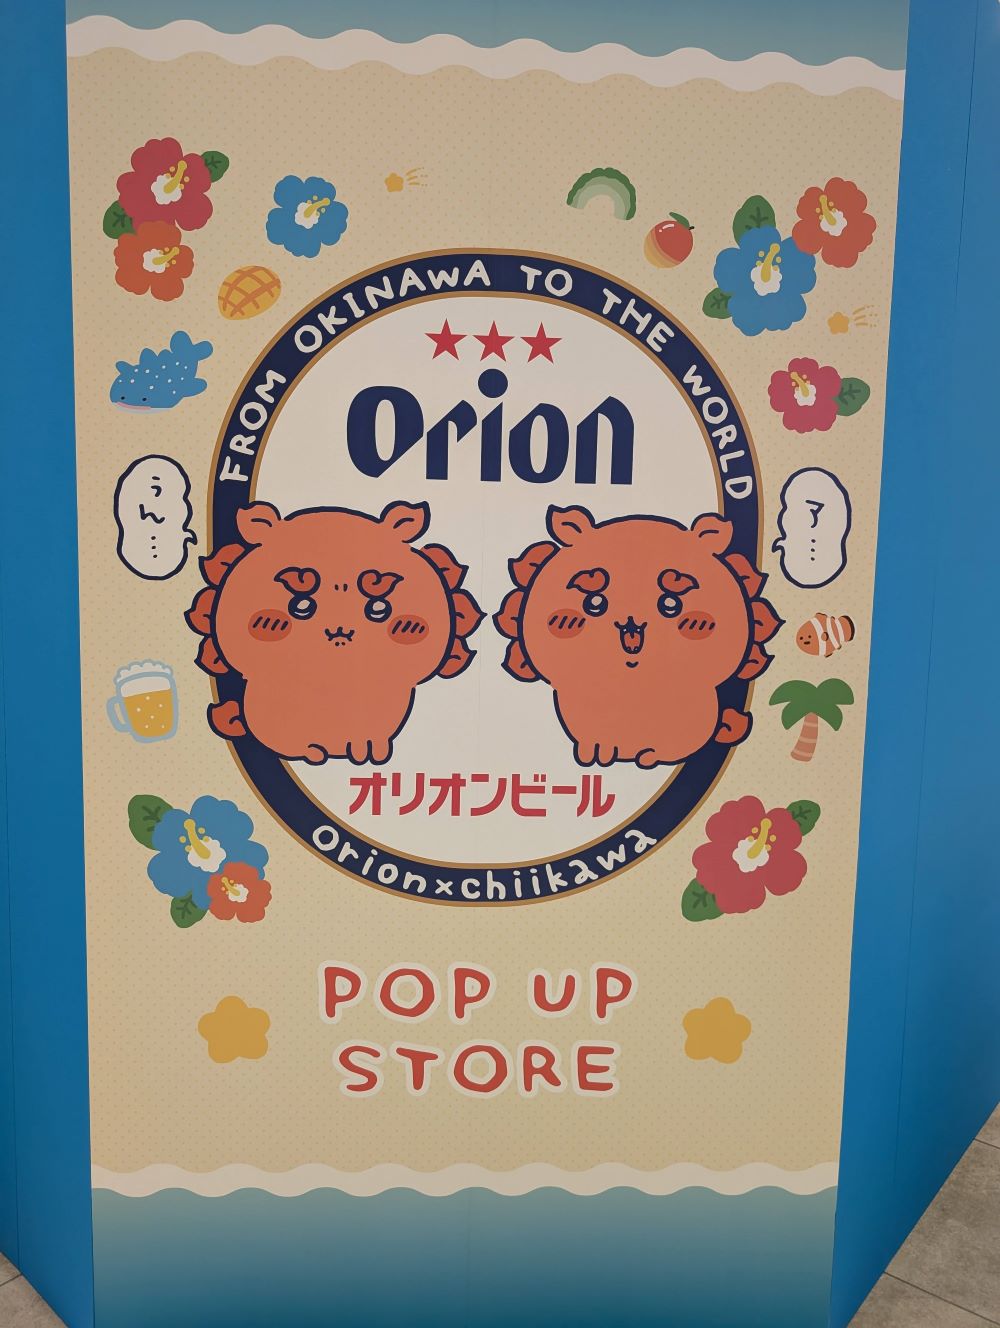 FROM OKINAWA TO THE WORLD
Orion
うん…
ア…
オリオンビール
Orion×chiikawa
POP UP
STORE